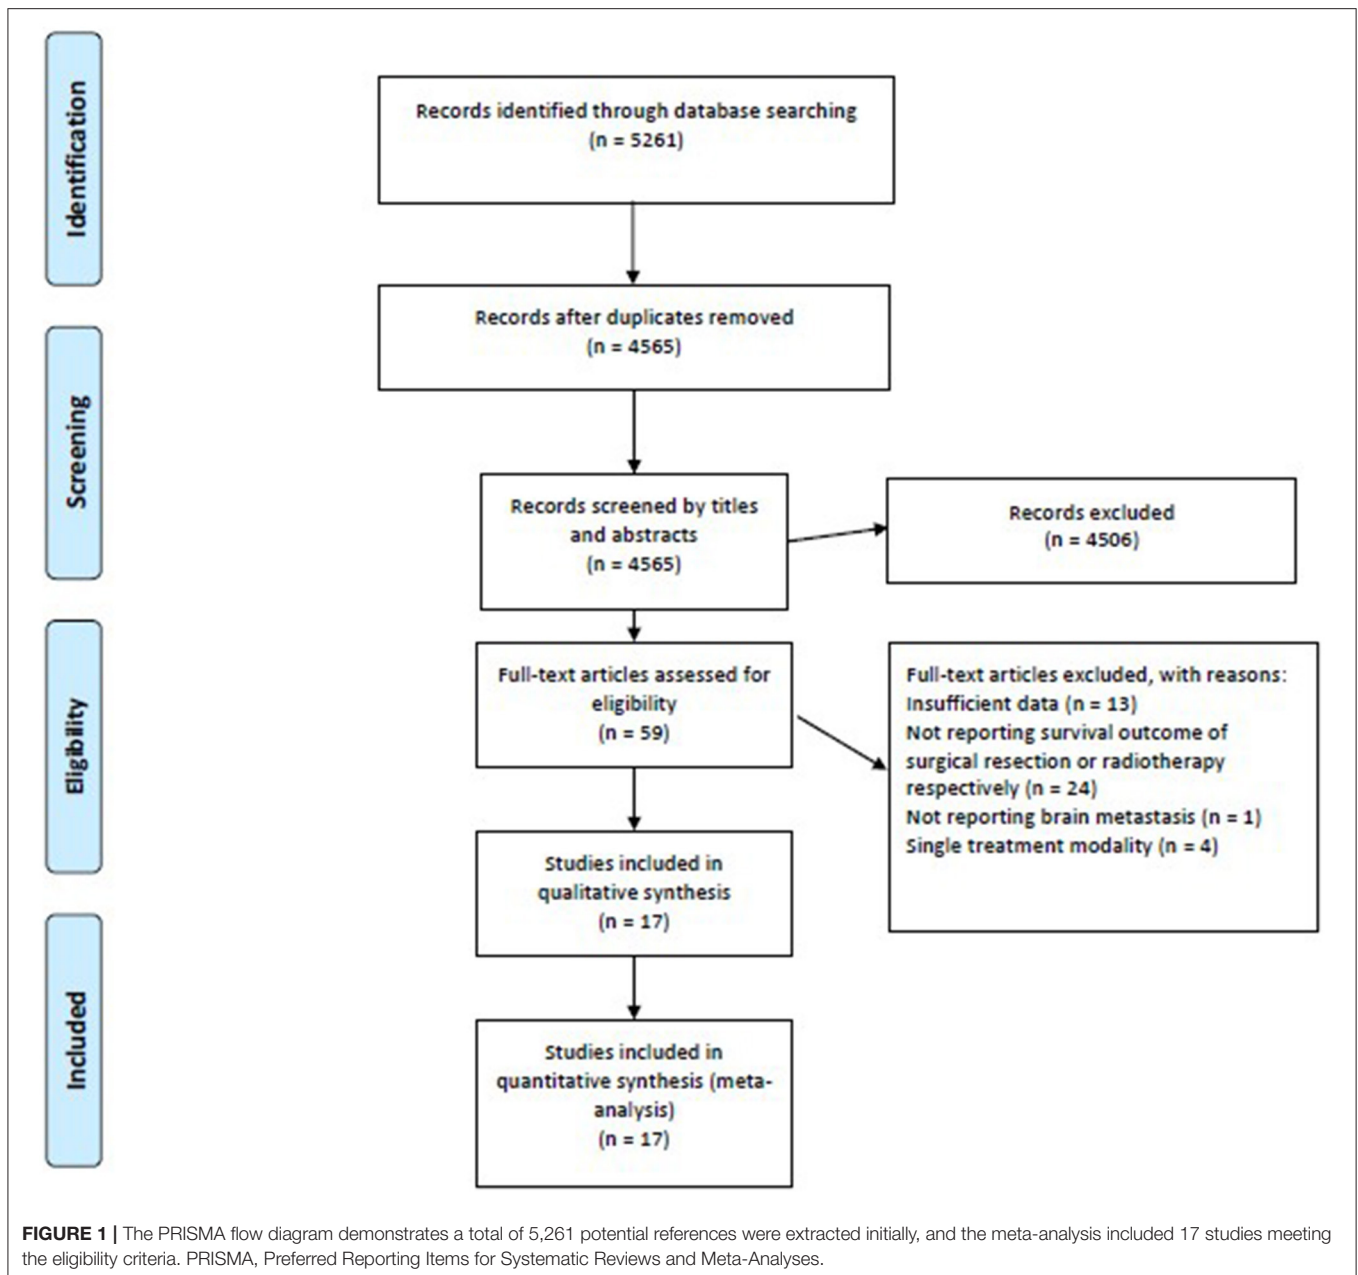 Identification
Records identified through database searching
(n = 5261)
Records after duplicates removed
(n = 4565)
Screening
Records screened by titles
and abstracts
(n = 4565)
Records excluded
(n = 4506)
Eligibility
Full-text articles assessed for
eligibility
(n = 59)
Full-text articles excluded, with reasons:
Insufficient data (n = 13)
Not reporting survival outcome of
surgical resection or radiotherapy
respectively (n = 24)
Not reporting brain metastasis (n = 1)
Single treatment modality (n = 4)
Studies included in
qualitative synthesis
(n = 17)
Included
Studies included in
quantitative synthesis (meta-
analysis)
(n = 17)
FIGURE 1 | The PRISMA flow diagram demonstrates a total of 5,261 potential references were extracted initially, and the meta-analysis included 17 studies meeting
the eligibility criteria. PRISMA, Preferred Reporting Items for Systematic Reviews and Meta-Analyses.